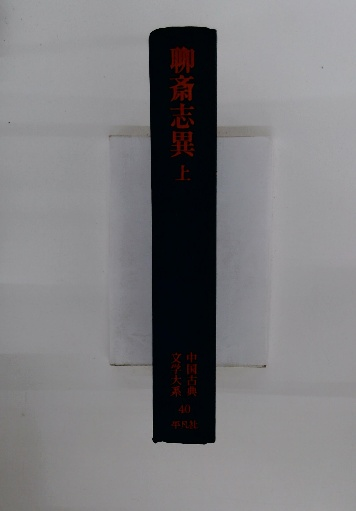 聊斎志異
上
中国古典
文学大系
40
平凡社